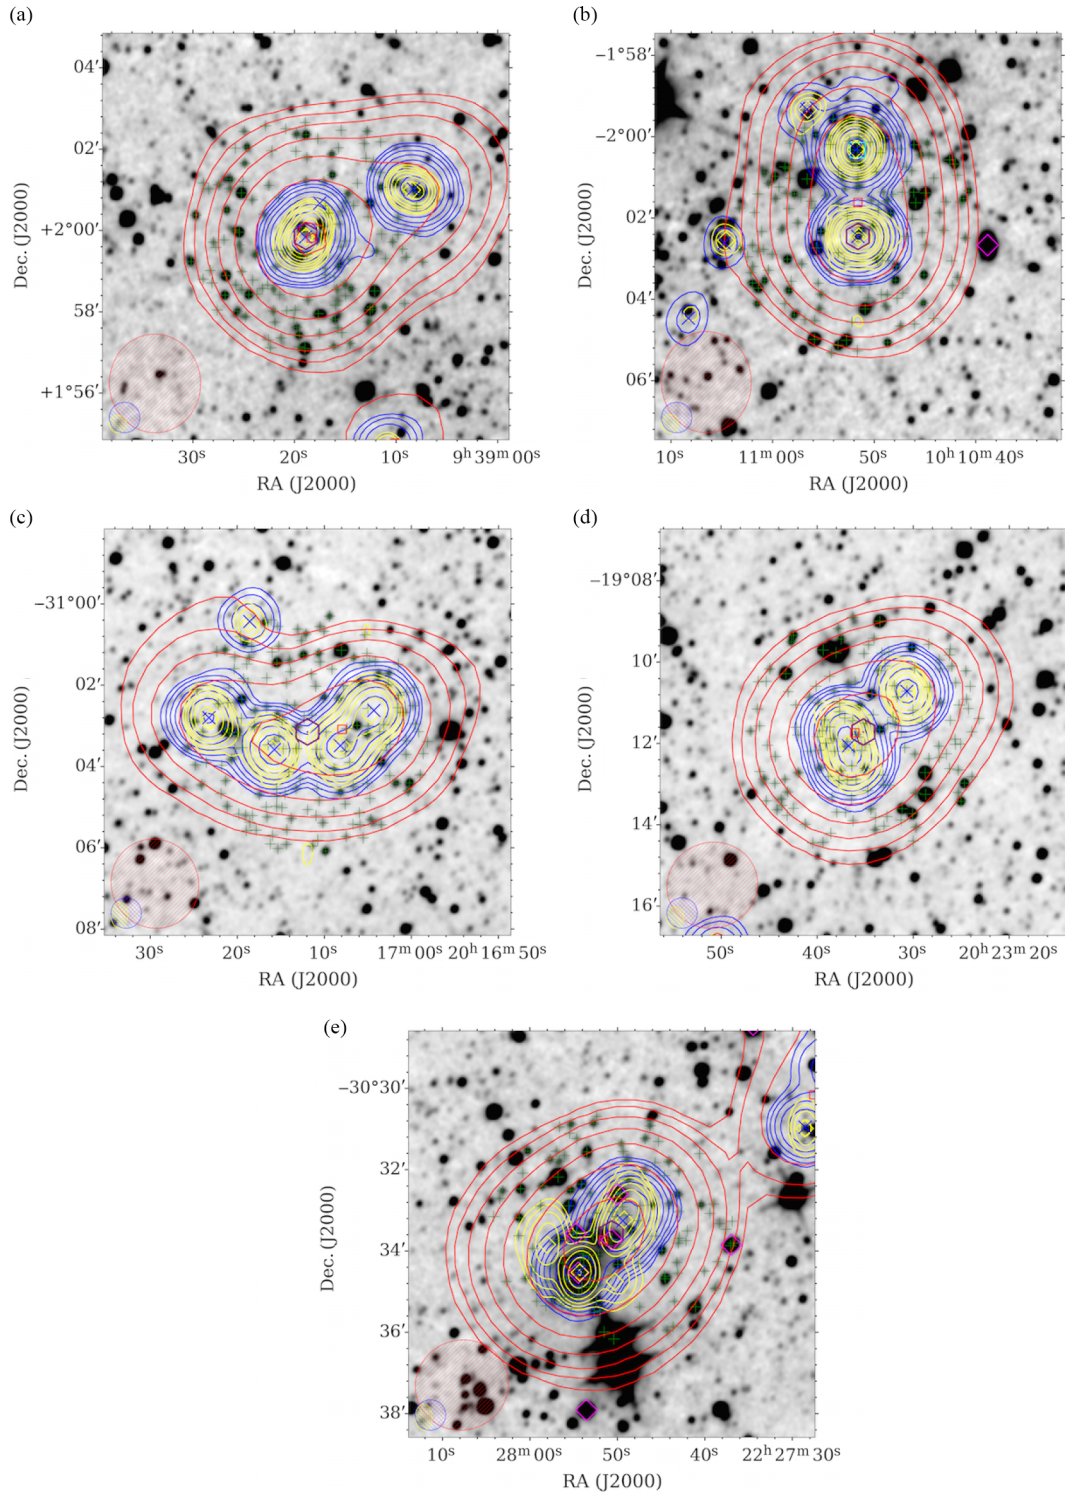 (a)
04′
02′
+2°00′
58′
+1°56′
Dec. (J2000)
30ˢ 20ˢ 10ˢ 9ʰ39ᵐ00ˢ
RA (J2000)
(b)
−1°58′
−2°00′
02′
04′
06′
Dec. (J2000)
10ˢ 11ᵐ00ˢ 50ˢ 10ʰ10ᵐ40ˢ
RA (J2000)
(c)
−31°00′
02′
04′
06′
08′
Dec. (J2000)
30ˢ 20ˢ 10ˢ 17ᵐ00ˢ 20ʰ16ᵐ50ˢ
RA (J2000)
(d)
−19°08′
10′
12′
14′
16′
Dec. (J2000)
50ˢ 40ˢ 30ˢ 20ʰ23ᵐ20ˢ
RA (J2000)
(e)
−30°30′
32′
34′
36′
38′
Dec. (J2000)
10ˢ 28ᵐ00ˢ 50ˢ 40ˢ 22ʰ27ᵐ30ˢ
RA (J2000)